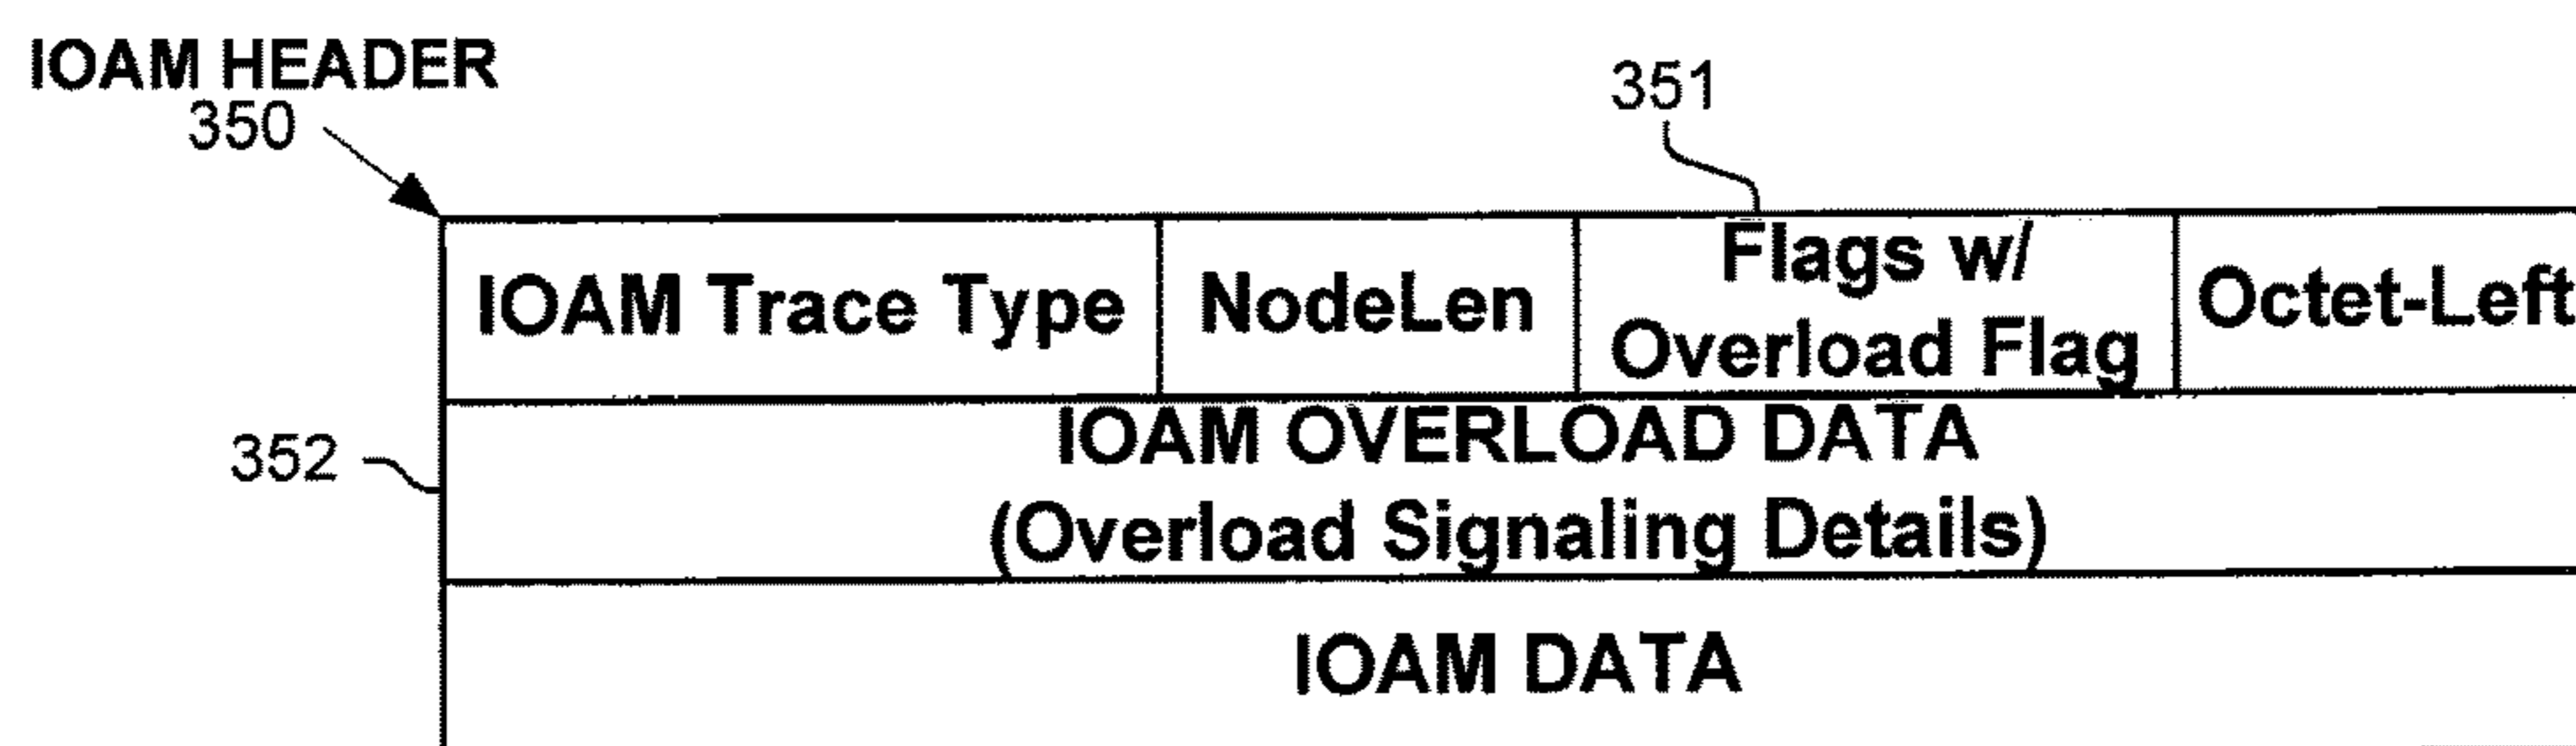 IOAM HEADER
350
351
IOAM Trace Type
NodeLen
Flags w/
Overload Flag
Octet-Left
352
IOAM OVERLOAD DATA
(Overload Signaling Details)
IOAM DATA